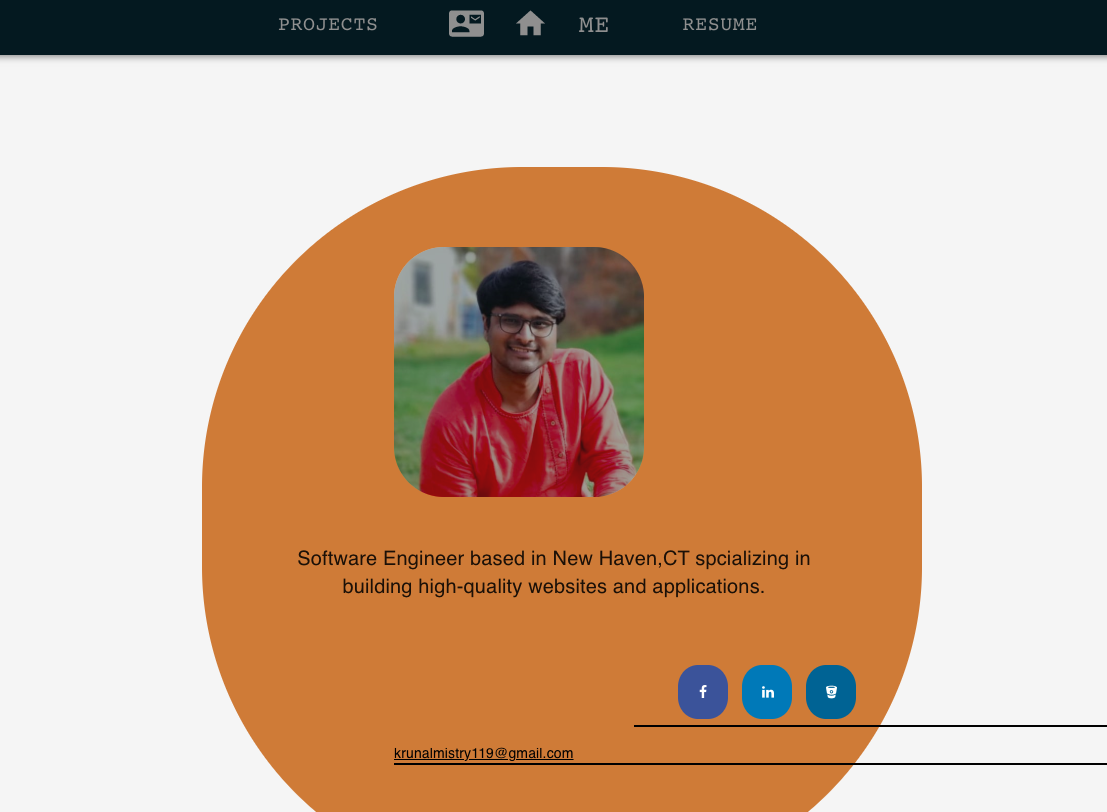 PROJECTS ME RESUME
Software Engineer based in New Haven,CT spcializing in
building high-quality websites and applications.
f in
krunalmistry119@gmail.com